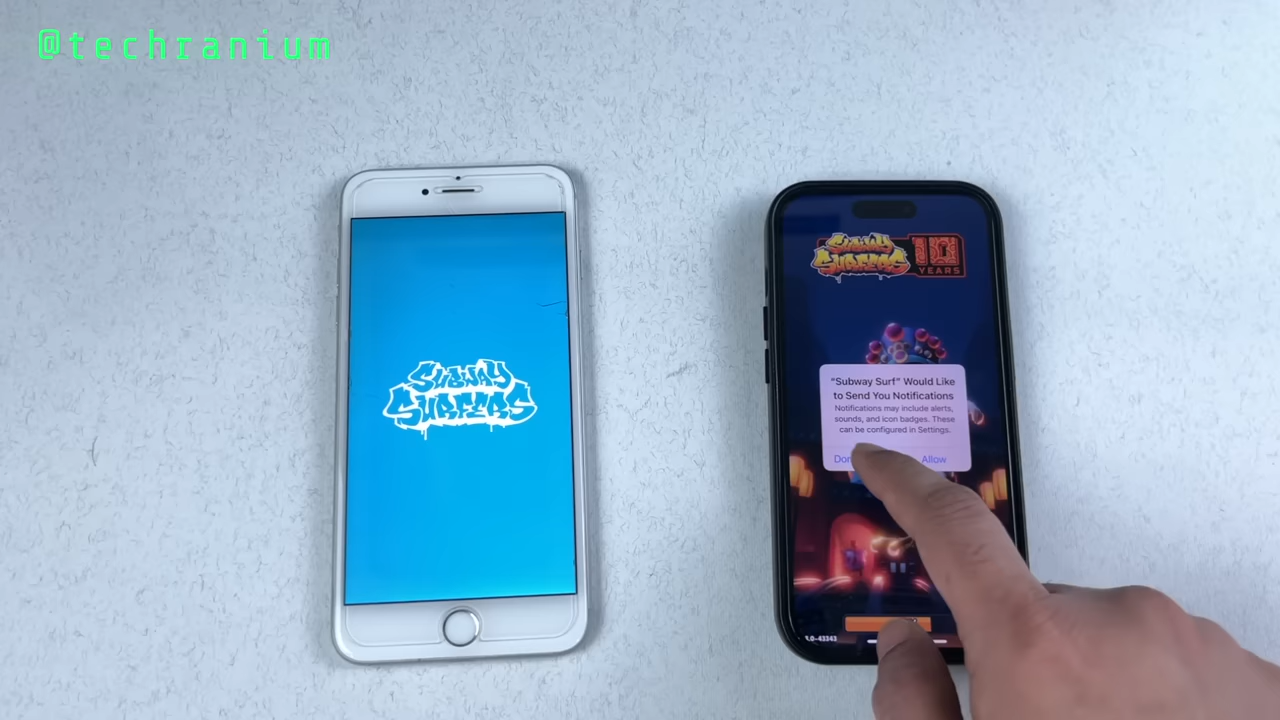 @techranium
SUBWAY
SURFERS
SUBWAY
SURFERS
10
YEARS
"Subway Surf" Would Like
to Send You Notifications
Notifications may include alerts,
sounds, and icon badges. These
can be configured in Settings.
Allow